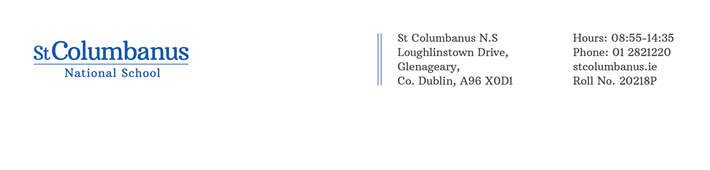 St Columbanus
National School
St Columbanus N.S
Loughlinstown Drive,
Glenageary,
Co. Dublin, A96 X0D1
Hours: 08:55-14:35
Phone: 01 2821220
stcolumbanus.ie
Roll No. 20218P